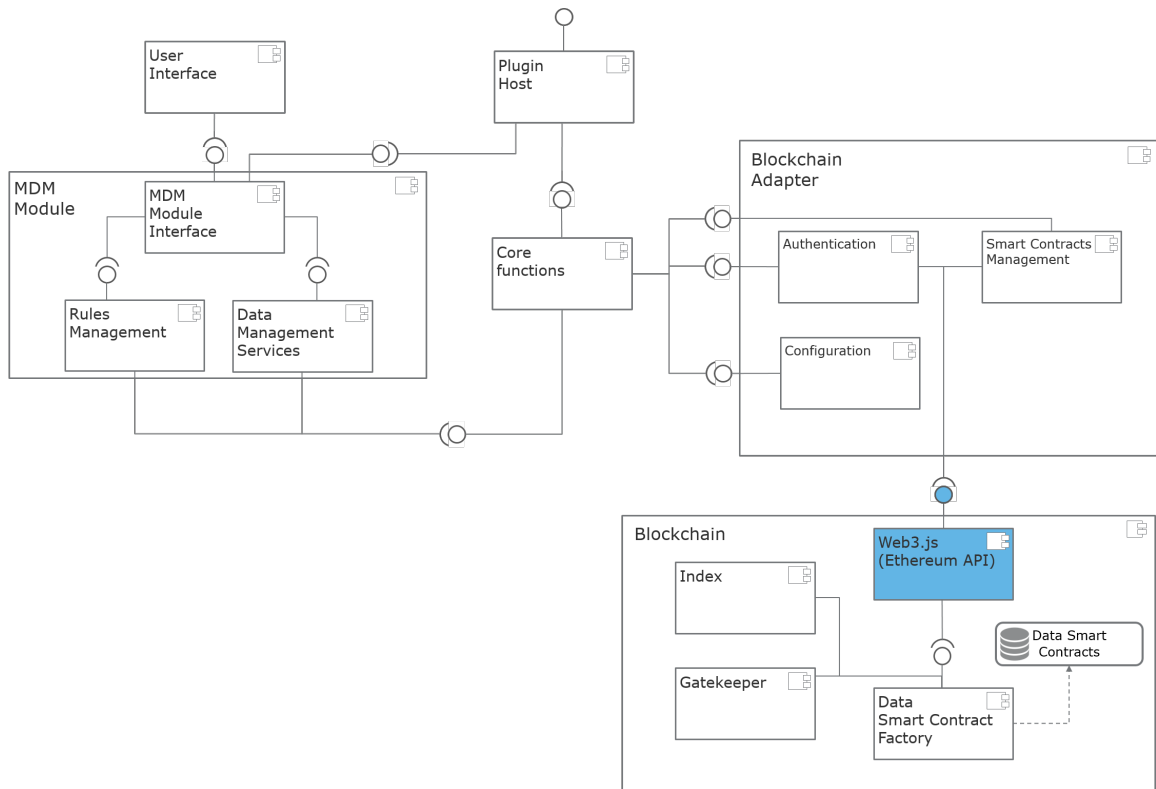 User
Interface
Plugin
Host
MDM
Module
MDM
Module
Interface
Rules
Management
Data
Management
Services
Core
functions
Blockchain
Adapter
Authentication
Smart Contracts
Management
Configuration
Blockchain
Web3.js
(Ethereum API)
Index
Gatekeeper
Data
Smart Contract
Factory
Data Smart
Contracts